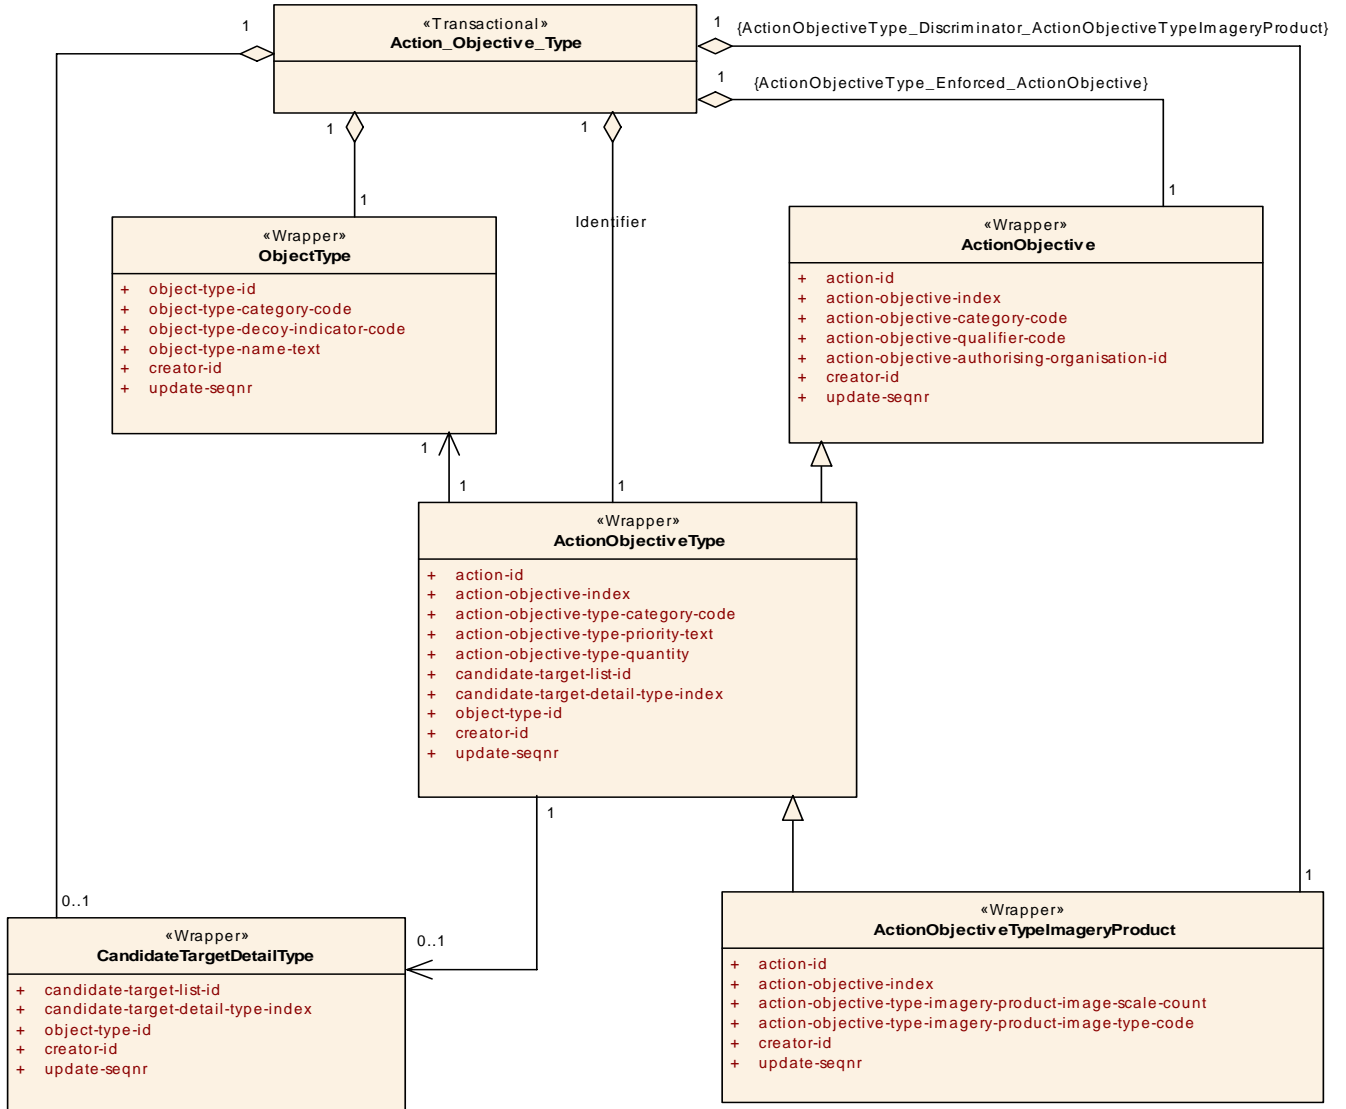 1
«Transactional»
Action_Objective_Type
1
{ActionObjectiveType_Discriminator_ActionObjectiveTypeImageryProduct}
1
{ActionObjectiveType_Enforced_ActionObjective}
1
1
1
1
Identifier
«Wrapper»
ObjectType
+ object-type-id
+ object-type-category-code
+ object-type-decoy-indicator-code
+ object-type-name-text
+ creator-id
+ update-seqnr
«Wrapper»
ActionObjective
+ action-id
+ action-objective-index
+ action-objective-category-code
+ action-objective-qualifier-code
+ action-objective-authorising-organisation-id
+ creator-id
+ update-seqnr
1
1
1
«Wrapper»
ActionObjectiveType
+ action-id
+ action-objective-index
+ action-objective-type-category-code
+ action-objective-type-priority-text
+ action-objective-type-quantity
+ candidate-target-list-id
+ candidate-target-detail-type-index
+ object-type-id
+ creator-id
+ update-seqnr
1
0..1
0..1
1
«Wrapper»
CandidateTargetDetailType
+ candidate-target-list-id
+ candidate-target-detail-type-index
+ object-type-id
+ creator-id
+ update-seqnr
«Wrapper»
ActionObjectiveTypeImageryProduct
+ action-id
+ action-objective-index
+ action-objective-type-imagery-product-image-scale-count
+ action-objective-type-imagery-product-image-type-code
+ creator-id
+ update-seqnr